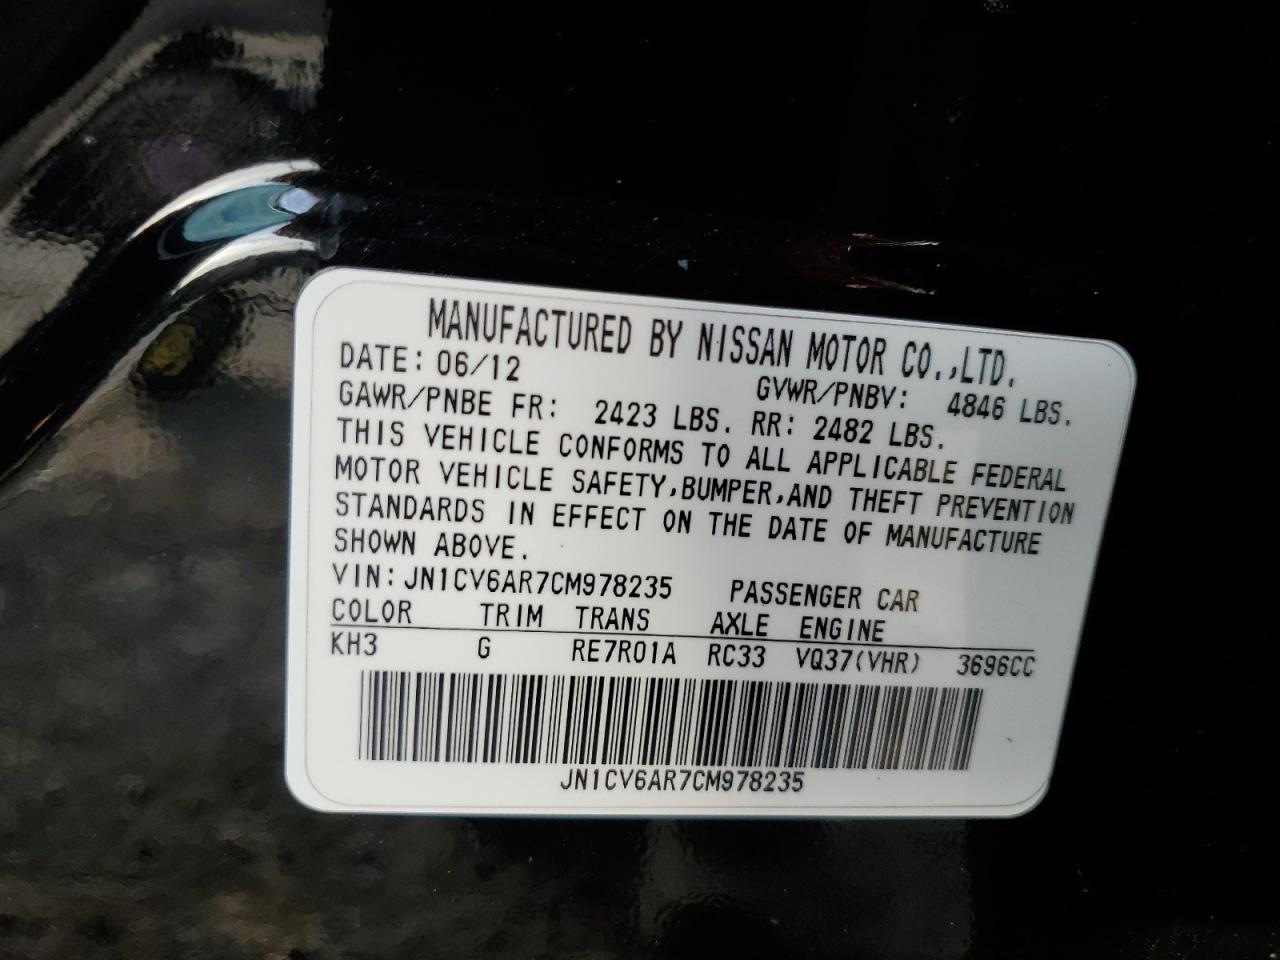 MANUFACTURED BY NISSAN MOTOR CO.,LTD.
DATE: 06/12 GVWR/PNBV: 4846 LBS.
GAWR/PNBE FR: 2423 LBS. RR: 2482 LBS.
THIS VEHICLE CONFORMS TO ALL APPLICABLE FEDERAL
MOTOR VEHICLE SAFETY,BUMPER,AND THEFT PREVENTION
STANDARDS IN EFFECT ON THE DATE OF MANUFACTURE
SHOWN ABOVE.
VIN: JN1CV6AR7CM978235 PASSENGER CAR
COLOR TRIM TRANS AXLE ENGINE
KH3 G RE7R01A RC33 VQ37(VHR) 3696CC
JN1CV6AR7CM978235